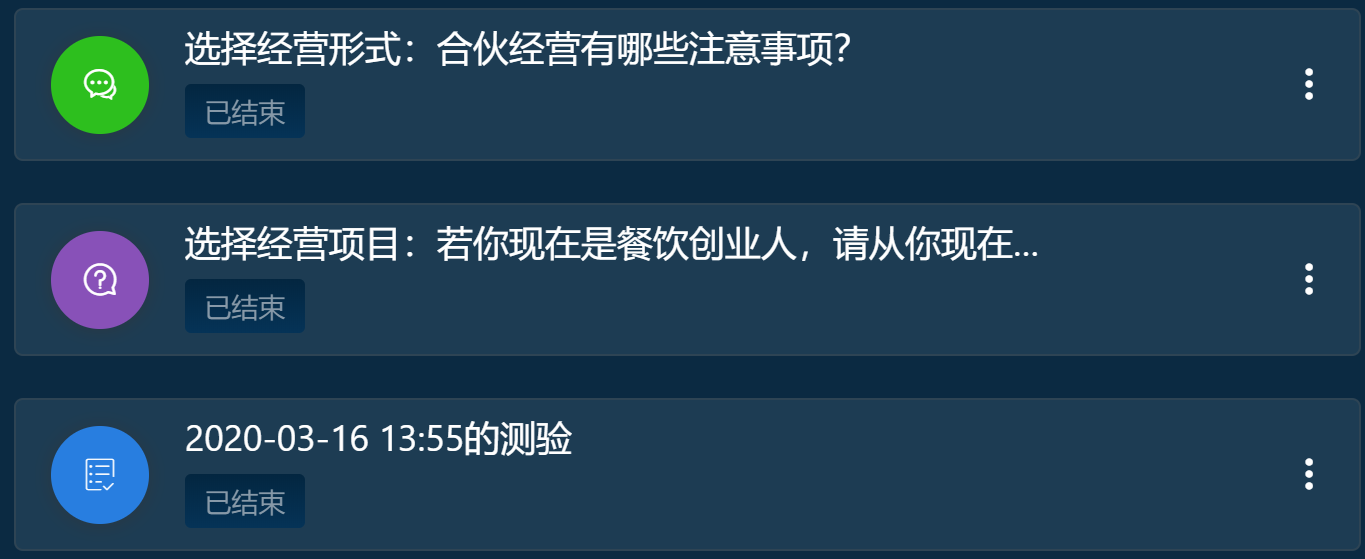 选择经营形式：合伙经营有哪些注意事项？
已结束
选择经营项目：若你现在是餐饮创业人，请从你现在...
已结束
2020-03-16 13:55的测验
已结束